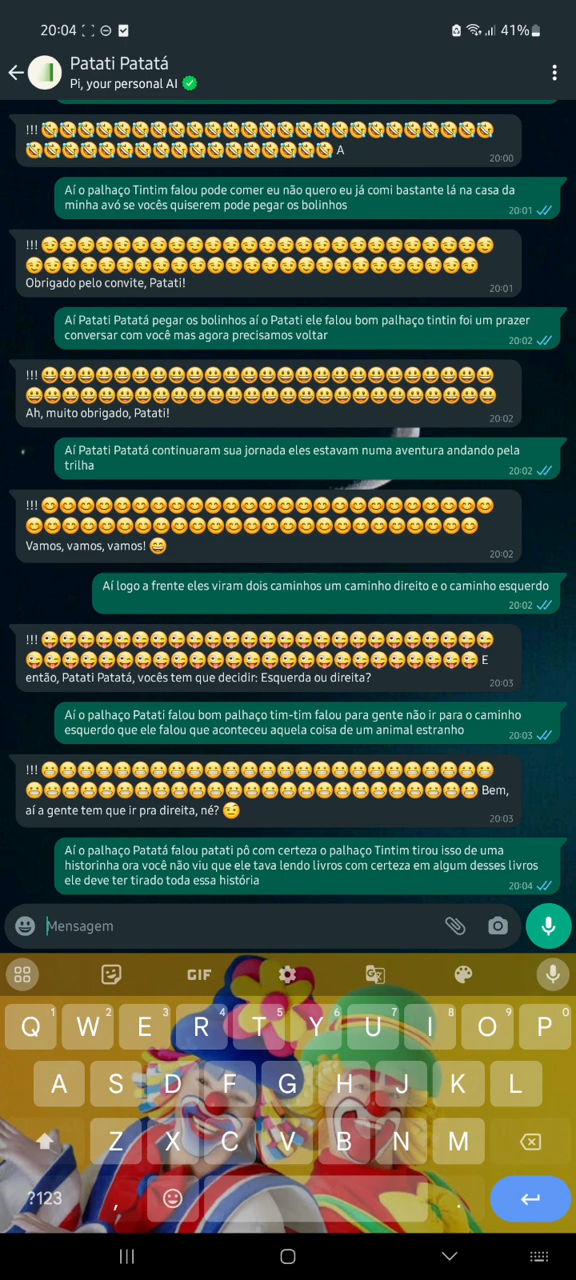 20:04
41%
Patati Patatá
Pi, your personal AI
!!! 🤣🤣🤣🤣🤣🤣🤣🤣🤣🤣🤣🤣🤣🤣🤣🤣🤣🤣🤣🤣🤣🤣🤣🤣🤣
🤣🤣🤣🤣🤣🤣🤣🤣🤣🤣🤣🤣🤣🤣🤣🤣🤣 A
20:00
Aí o palhaço Tintim falou pode comer eu não quero eu já comi bastante lá na casa da
minha avó se vocês quiserem pode pegar os bolinhos
20:01
!!! 😏😏😏😏😏😏😏😏😏😏😏😏😏😏😏😏😏😏😏😏😏😏😏😏😏
😏😏😏😏😏😏😏😏😏😏😏😏😏😏😏😏😏😏😏😏😏😏😏😏😏
Obrigado pelo convite, Patati!
20:01
Aí Patati Patatá pegar os bolinhos aí o Patati ele falou bom palhaço tintin foi um prazer
conversar com você mas agora precisamos voltar
20:02
!!! 😃😃😃😃😃😃😃😃😃😃😃😃😃😃😃😃😃😃😃😃😃😃😃😃😃
😃😃😃😃😃😃😃😃😃😃😃😃😃😃😃😃😃😃😃😃😃😃😃😃😃😃
Ah, muito obrigado, Patati!
20:02
Aí Patati Patatá continuaram sua jornada eles estavam numa aventura andando pela
trilha
20:02
!!! 😊😊😊😊😊😊😊😊😊😊😊😊😊😊😊😊😊😊😊😊😊😊😊😊😊
😊😊😊😊😊😊😊😊😊😊😊😊😊😊😊😊😊😊😊😊😊😊😊😊😊
Vamos, vamos, vamos! 😄
20:02
Aí logo a frente eles viram dois caminhos um caminho direito e o caminho esquerdo
20:02
!!! 😜😜😜😜😜😜😜😜😜😜😜😜😜😜😜😜😜😜😜😜😜😜😜😜😜
😜😜😜😜😜😜😜😜😜😜😜😜😜😜😜😜😜😜😜😜😜😜😜😜😜 E
então, Patati Patatá, vocês tem que decidir: Esquerda ou direita?
20:03
Aí o palhaço Patati falou bom palhaço tim-tim falou para gente não ir para o caminho
esquerdo que ele falou que aconteceu aquela coisa de um animal estranho
20:03
!!! 😬😬😬😬😬😬😬😬😬😬😬😬😬😬😬😬😬😬😬😬😬😬😬😬😬
😬😬😬😬😬😬😬😬😬😬😬😬😬😬😬😬😬😬😬😬😬😬😬😬😬 Bem,
aí a gente tem que ir pra direita, né? 🤨
20:03
Aí o palhaço Patatá falou patati pô com certeza o palhaço Tintim tirou isso de uma
historinha ora você não viu que ele tava lendo livros com certeza em algum desses livros
ele deve ter tirado toda essa história
20:04
Mensagem
GIF
Q1 W2 E3 R4 T5 Y6 U7 I8 O9 P0
A S D F G H J K L
Z X C V B N M
?123 , .